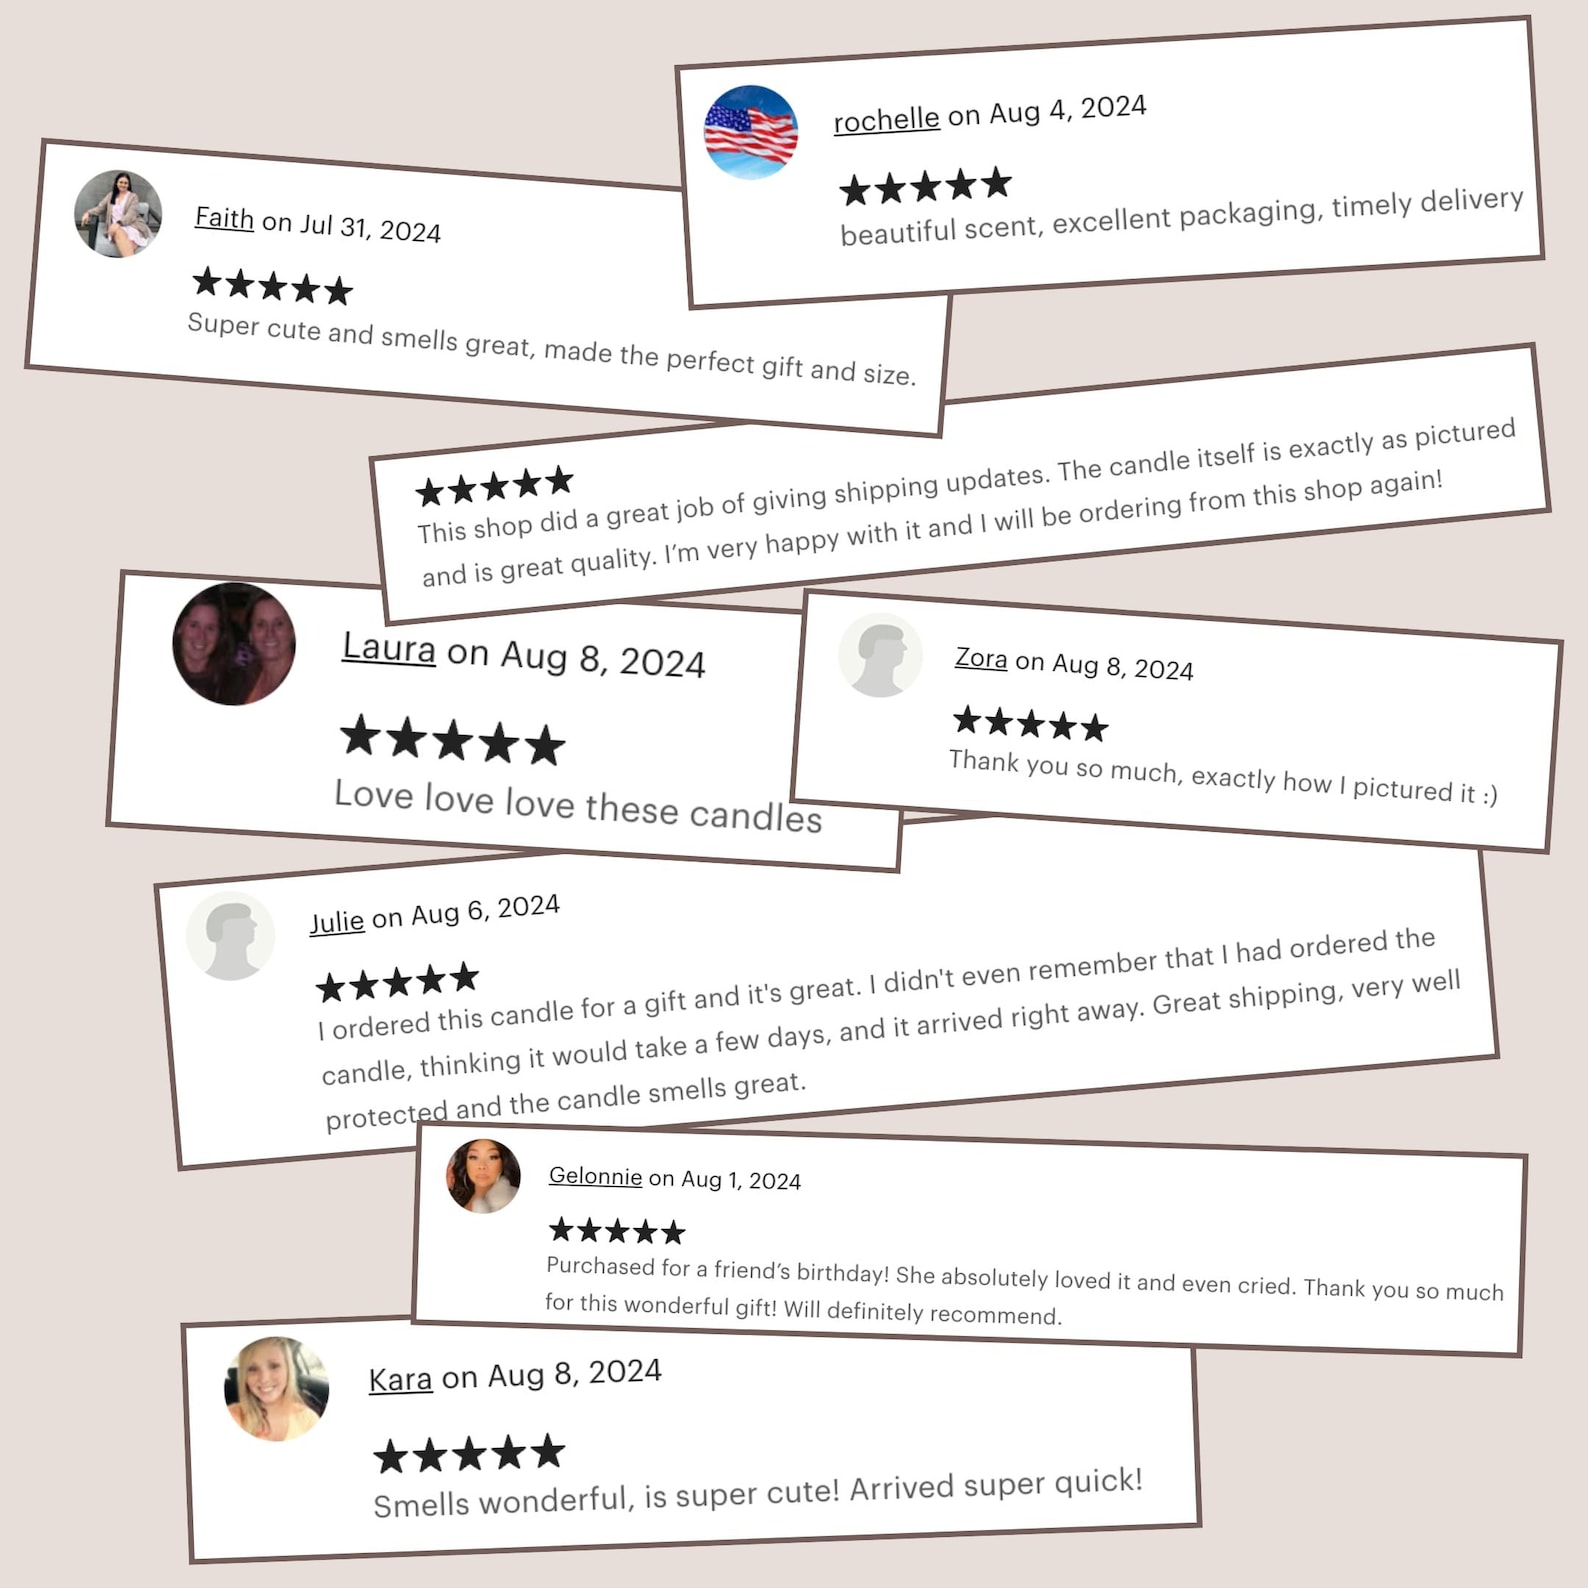 rochelle on Aug 4, 2024
★★★★★
beautiful scent, excellent packaging, timely delivery
Faith on Jul 31, 2024
★★★★★
Super cute and smells great, made the perfect gift and size.
★★★★★
This shop did a great job of giving shipping updates. The candle itself is exactly as pictured
and is great quality. I’m very happy with it and I will be ordering from this shop again!
Laura on Aug 8, 2024
★★★★★
Love love love these candles
Zora on Aug 8, 2024
★★★★★
Thank you so much, exactly how I pictured it :)
Julie on Aug 6, 2024
★★★★★
I ordered this candle for a gift and it's great. I didn't even remember that I had ordered the
candle, thinking it would take a few days, and it arrived right away. Great shipping, very well
protected and the candle smells great.
Gelonnie on Aug 1, 2024
★★★★★
Purchased for a friend’s birthday! She absolutely loved it and even cried. Thank you so much
for this wonderful gift! Will definitely recommend.
Kara on Aug 8, 2024
★★★★★
Smells wonderful, is super cute! Arrived super quick!